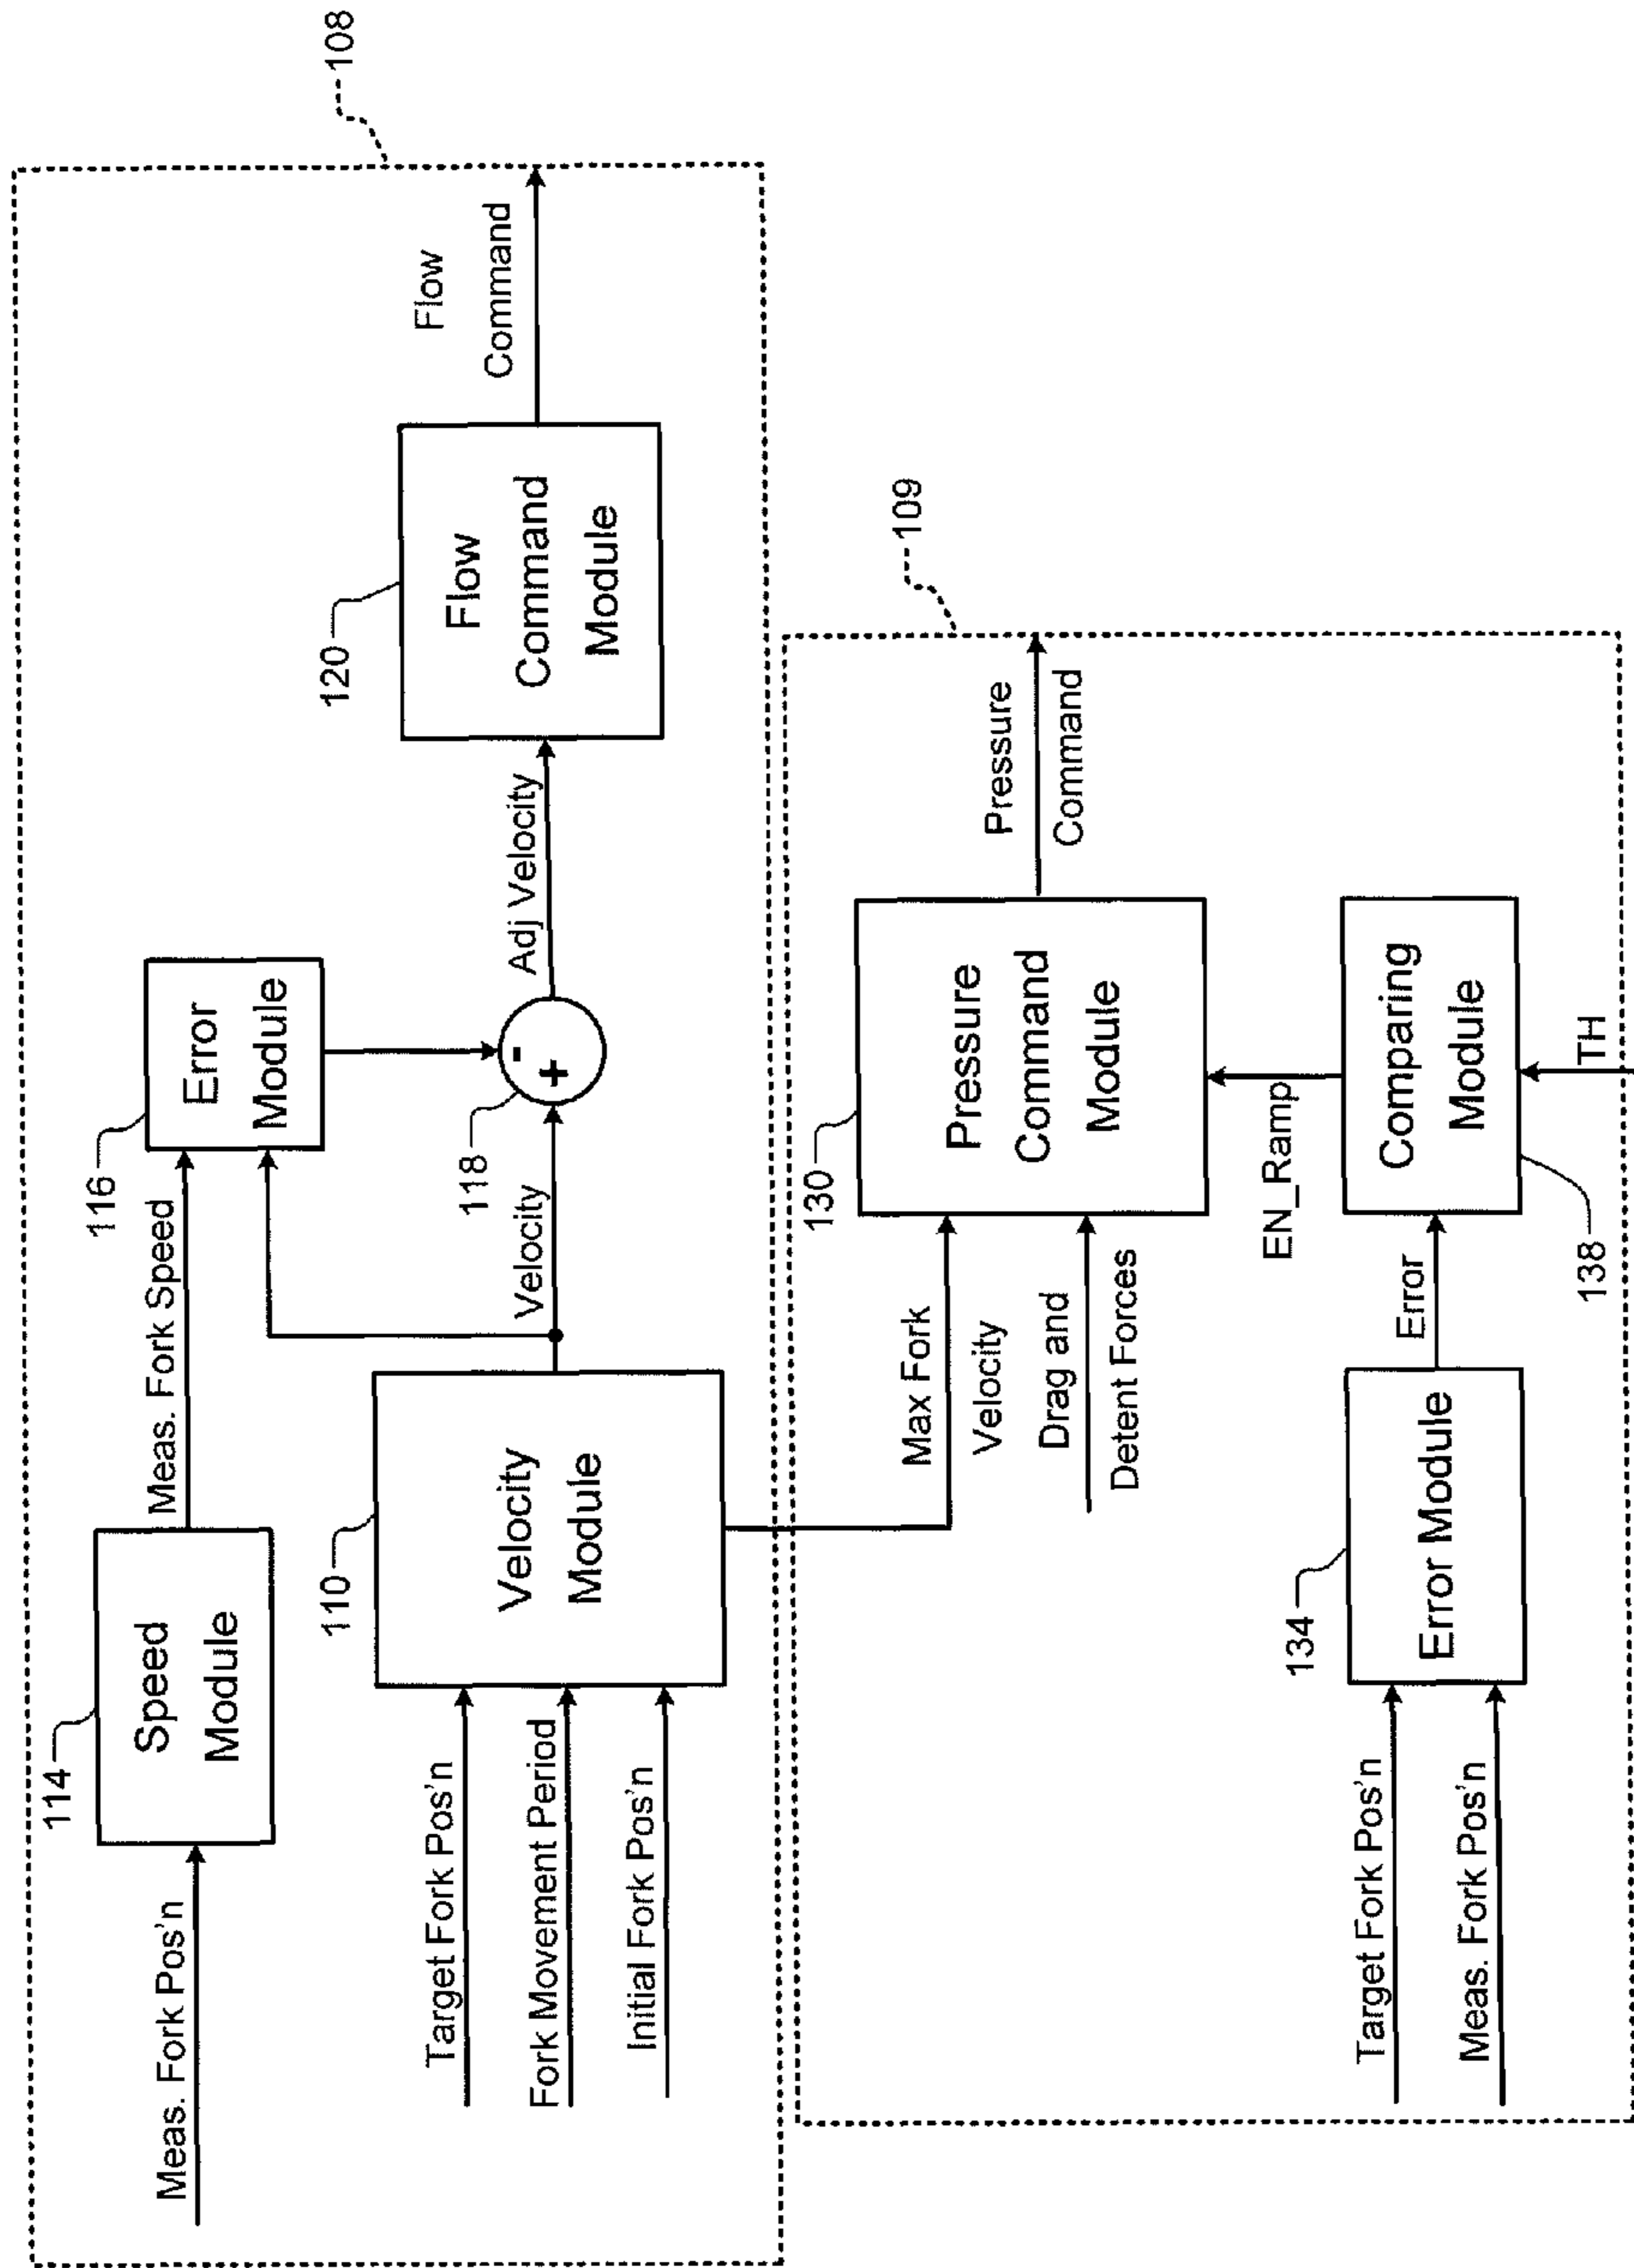 108
114
Speed
Module
Meas. Fork Pos'n
Meas. Fork Speed
116
Error
Module
110
Velocity
Module
Target Fork Pos'n
Fork Movement Period
Initial Fork Pos'n
Velocity
118
-
+
Adj Velocity
120
Flow
Command
Module
Flow
Command
109
Max Fork
Velocity
Drag and
Detent Forces
130
Pressure
Command
Module
Pressure
Command
EN_Ramp
134
Error Module
Target Fork Pos'n
Meas. Fork Pos'n
Error
Comparing
Module
138
TH